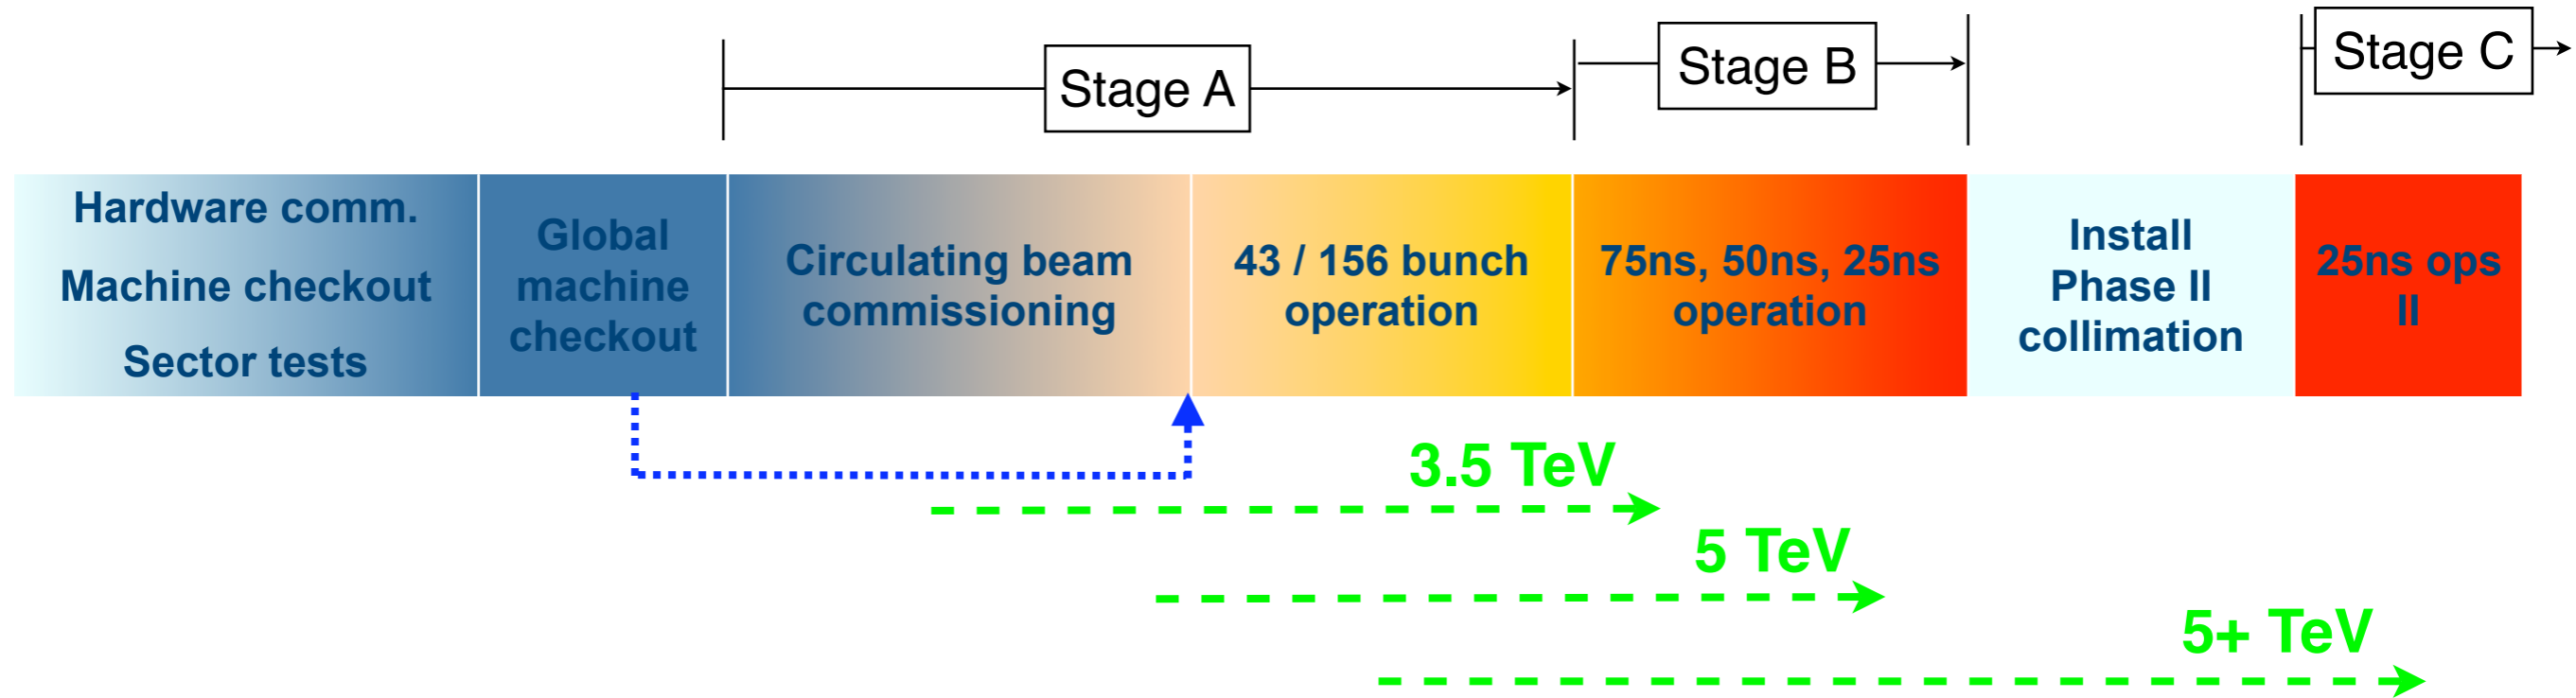 Stage A
Stage B
Stage C
Hardware comm.
Machine checkout
Sector tests
Global
machine
checkout
Circulating beam
commissioning
43 / 156 bunch
operation
75ns, 50ns, 25ns
operation
Install
Phase II
collimation
25ns ops
II
3.5 TeV
5 TeV
5+ TeV